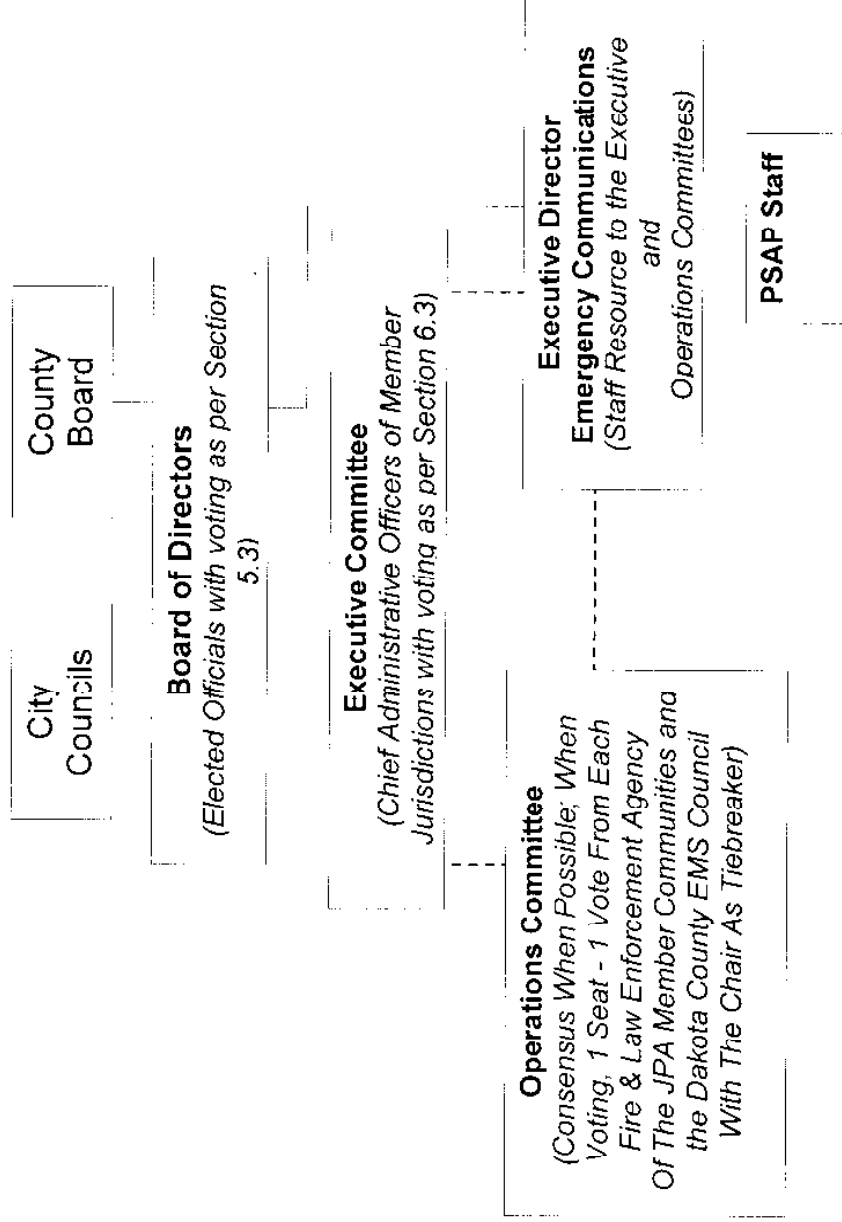 City
Councils
County
Board
Board of Directors
(Elected Officials with voting as per Section
5.3)
Executive Committee
(Chief Administrative Officers of Member
Jurisdictions with voting as per Section 6.3)
Operations Committee
(Consensus When Possible; When
Voting, 1 Seat - 1 Vote From Each
Fire & Law Enforcement Agency
Of The JPA Member Communities and
the Dakota County EMS Council
With The Chair As Tiebreaker)
Executive Director
Emergency Communications
(Staff Resource to the Executive
and
Operations Committees)
PSAP Staff